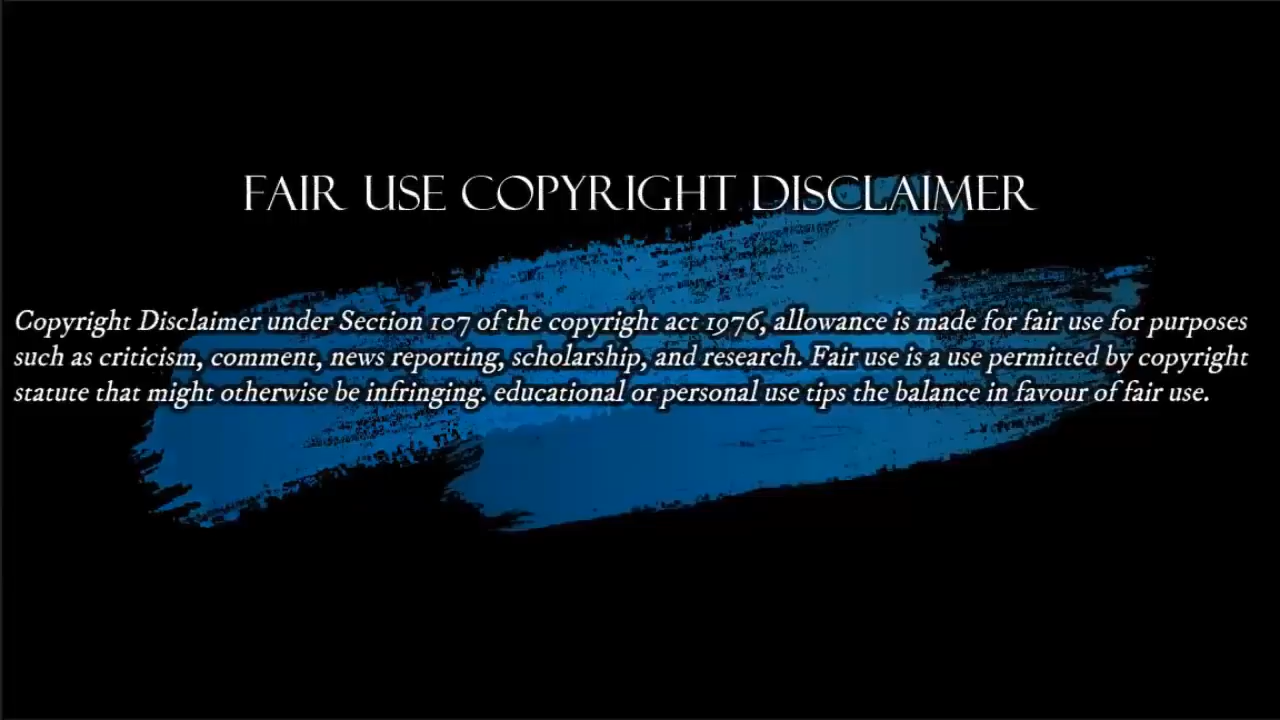 FAIR USE COPYRIGHT DISCLAIMER
Copyright Disclaimer under Section 107 of the copyright act 1976, allowance is made for fair use for purposes
such as criticism, comment, news reporting, scholarship, and research. Fair use is a use permitted by copyright
statute that might otherwise be infringing. educational or personal use tips the balance in favour of fair use.